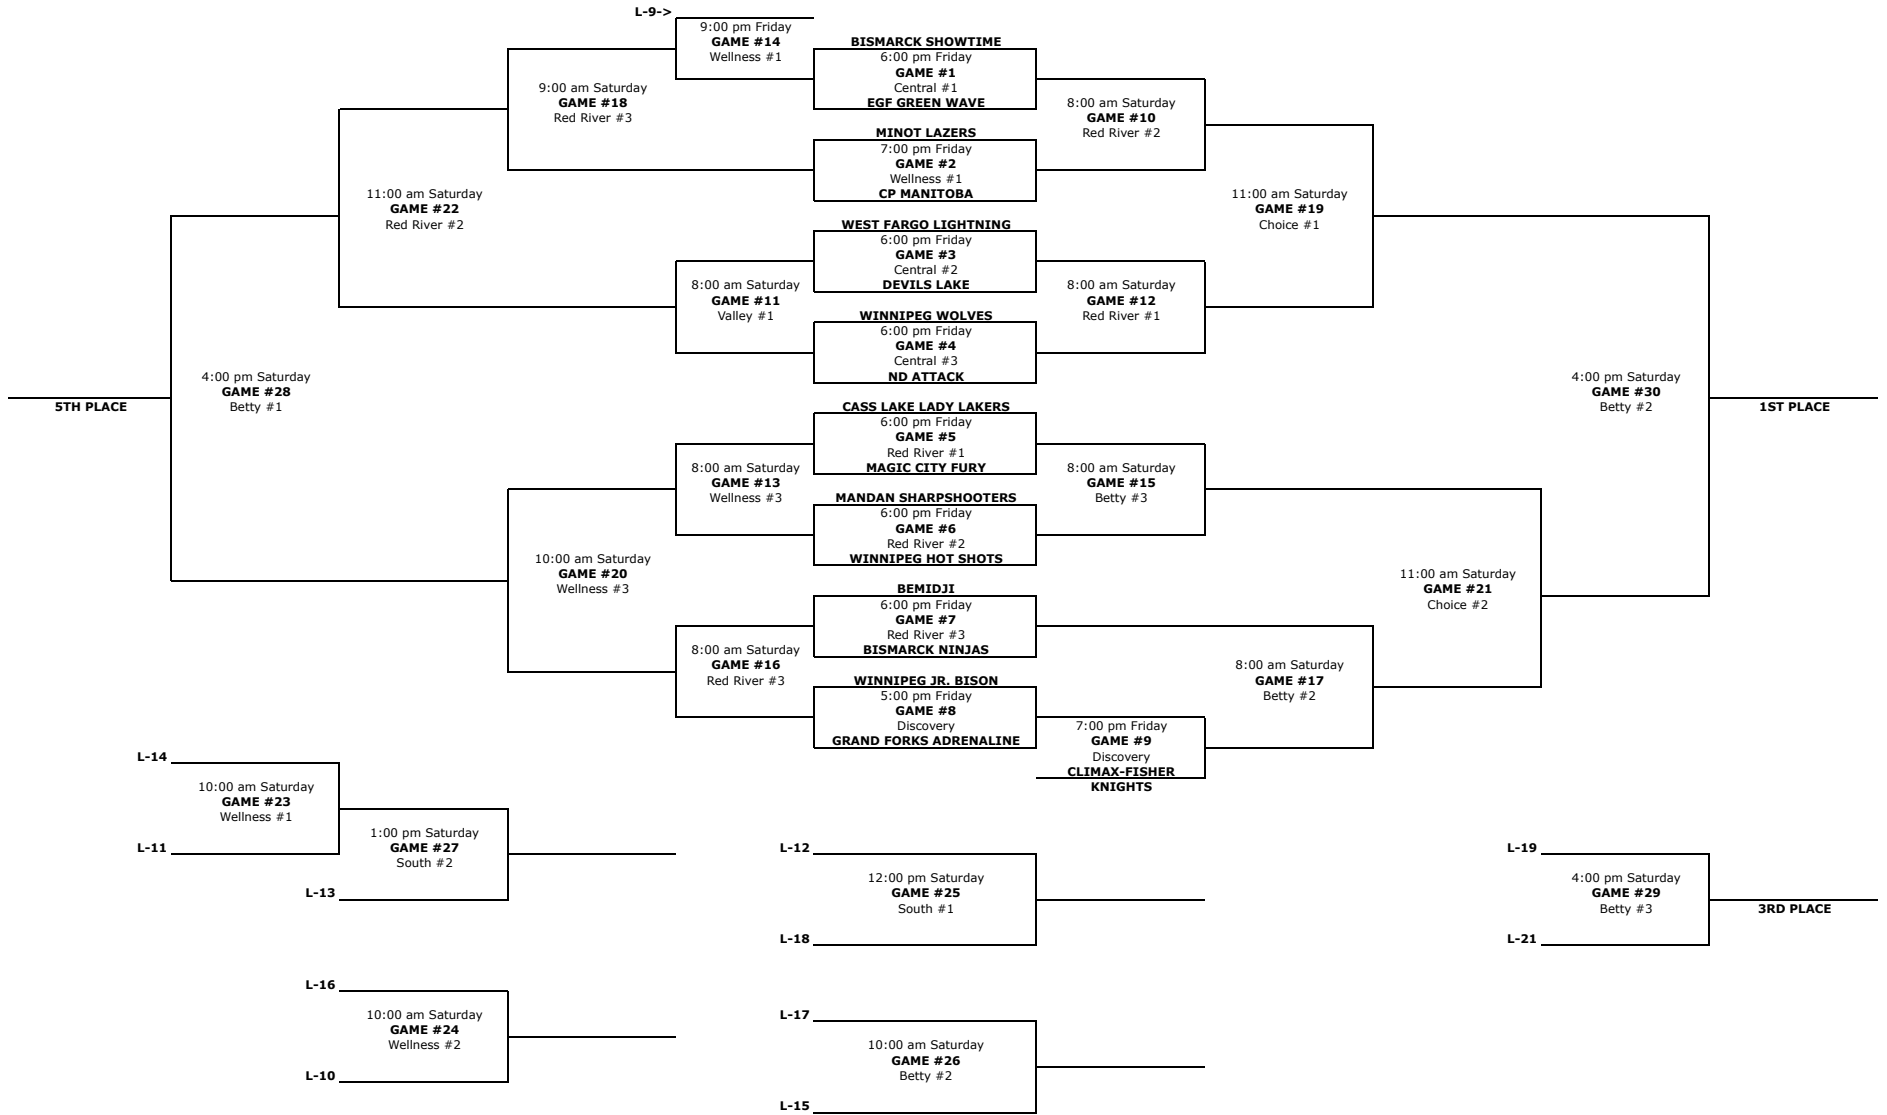 L-9->
9:00 pm Friday
GAME #14
Wellness #1
BISMARCK SHOWTIME
6:00 pm Friday
GAME #1
Central #1
EGF GREEN WAVE
9:00 am Saturday
GAME #18
Red River #3
8:00 am Saturday
GAME #10
Red River #2
MINOT LAZERS
7:00 pm Friday
GAME #2
Wellness #1
CP MANITOBA
11:00 am Saturday
GAME #22
Red River #2
11:00 am Saturday
GAME #19
Choice #1
WEST FARGO LIGHTNING
6:00 pm Friday
GAME #3
Central #2
DEVILS LAKE
8:00 am Saturday
GAME #11
Valley #1
8:00 am Saturday
GAME #12
Red River #1
WINNIPEG WOLVES
6:00 pm Friday
GAME #4
Central #3
ND ATTACK
4:00 pm Saturday
GAME #28
Betty #1
5TH PLACE
4:00 pm Saturday
GAME #30
Betty #2
1ST PLACE
CASS LAKE LADY LAKERS
6:00 pm Friday
GAME #5
Red River #1
MAGIC CITY FURY
8:00 am Saturday
GAME #13
Wellness #3
8:00 am Saturday
GAME #15
Betty #3
MANDAN SHARPSHOOTERS
6:00 pm Friday
GAME #6
Red River #2
WINNIPEG HOT SHOTS
10:00 am Saturday
GAME #20
Wellness #3
11:00 am Saturday
GAME #21
Choice #2
BEMIDJI
6:00 pm Friday
GAME #7
Red River #3
BISMARCK NINJAS
8:00 am Saturday
GAME #16
Red River #3
8:00 am Saturday
GAME #17
Betty #2
WINNIPEG JR. BISON
5:00 pm Friday
GAME #8
Discovery
GRAND FORKS ADRENALINE
7:00 pm Friday
GAME #9
Discovery
CLIMAX-FISHER
KNIGHTS
L-14
10:00 am Saturday
GAME #23
Wellness #1
L-11
1:00 pm Saturday
GAME #27
South #2
L-13
L-12
12:00 pm Saturday
GAME #25
South #1
L-18
L-19
4:00 pm Saturday
GAME #29
Betty #3
3RD PLACE
L-21
L-16
10:00 am Saturday
GAME #24
Wellness #2
L-10
L-17
10:00 am Saturday
GAME #26
Betty #2
L-15